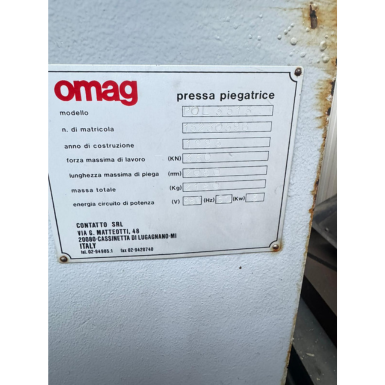 omag
pressa piegatrice
modello
n. di matricola
anno di costruzione
forza massima di lavoro (KN)
lunghezza massima di piega (mm)
massa totale (Kg)
energia circuito di potenza (V) (Hz) (Kw)
CONTATTO SRL
VIA G. MATTEOTTI, 48
20080-CASSINETTA DI LUGAGNANO-MI
ITALY